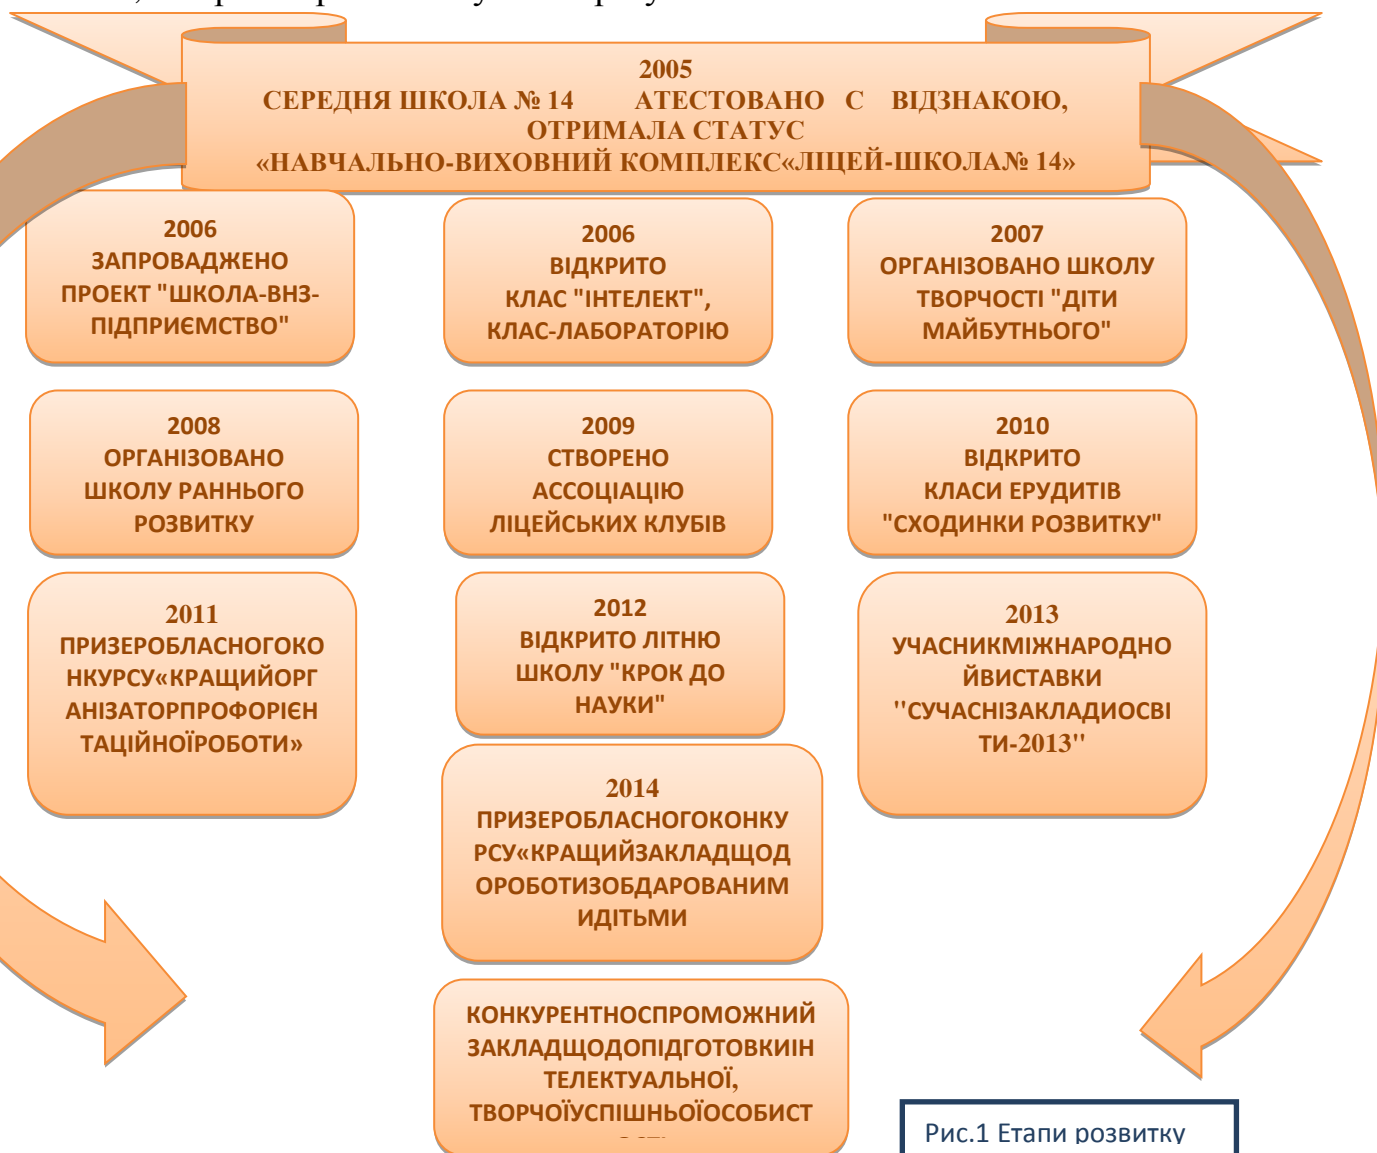 2005
СЕРЕДНЯ ШКОЛА № 14 АТЕСТОВАНО С ВІДЗНАКОЮ,
ОТРИМАЛА СТАТУС
«НАВЧАЛЬНО-ВИХОВНИЙ КОМПЛЕКС«ЛІЦЕЙ-ШКОЛА№ 14»
2006
ЗАПРОВАДЖЕНО
ПРОЕКТ "ШКОЛА-ВНЗ-
ПІДПРИЄМСТВО"
2006
ВІДКРИТО
КЛАС "ІНТЕЛЕКТ",
КЛАС-ЛАБОРАТОРІЮ
2007
ОРГАНІЗОВАНО ШКОЛУ
ТВОРЧОСТІ "ДІТИ
МАЙБУТНЬОГО"
2008
ОРГАНІЗОВАНО
ШКОЛУ РАННЬОГО
РОЗВИТКУ
2009
СТВОРЕНО
АССОЦІАЦІЮ
ЛІЦЕЙСЬКИХ КЛУБІВ
2010
ВІДКРИТО
КЛАСИ ЕРУДИТІВ
"СХОДИНКИ РОЗВИТКУ"
2011
ПРИЗЕРОБЛАСНОГОКО
НКУРСУ«КРАЩИЙОРГ
АНІЗАТОРПРОФОРІЄН
ТАЦІЙНОЇРОБОТИ»
2012
ВІДКРИТО ЛІТНЮ
ШКОЛУ "КРОК ДО
НАУКИ"
2013
УЧАСНИКМІЖНАРОДНО
ЙВИСТАВКИ
''СУЧАСНІЗАКЛАДИОСВІ
ТИ-2013''
2014
ПРИЗЕРОБЛАСНОГОКОНКУ
РСУ«КРАЩИЙЗАКЛАДЩОД
ОРОБОТИЗОБДАРОВАНИМ
ИДІТЬМИ
КОНКУРЕНТНОСПРОМОЖНИЙ
ЗАКЛАДЩОДОПІДГОТОВКИІН
ТЕЛЕКТУАЛЬНОЇ,
ТВОРЧОЇУСПІШНЬОЇОСОБИСТ
Рис.1 Етапи розвитку